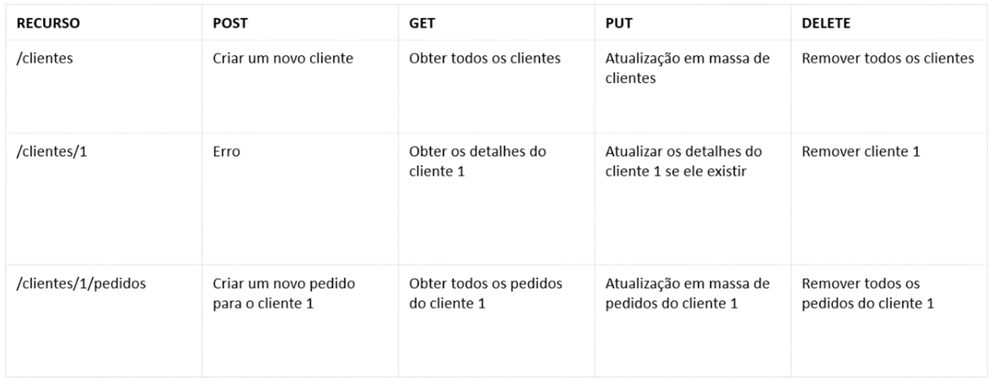 RECURSO POST GET PUT DELETE
/clientes Criar um novo cliente Obter todos os clientes Atualização em massa de Remover todos os clientes
clientes
/clientes/1 Erro Obter os detalhes do Atualizar os detalhes do Remover cliente 1
cliente 1 cliente 1 se ele existir
/clientes/1/pedidos Criar um novo pedido Obter todos os pedidos Atualização em massa de Remover todos os
para o cliente 1 do cliente 1 pedidos do cliente 1 pedidos do cliente 1